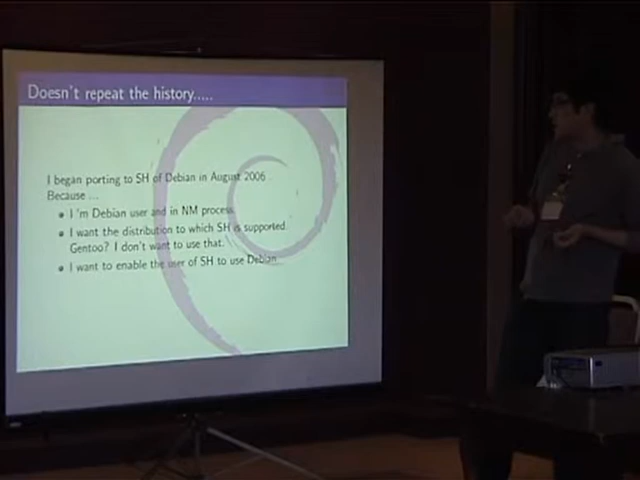 Doesn't repeat the history.....
I began porting to SH of Debian in August 2006
Because ...
I 'm Debian user and in NM process.
I want the distribution to which SH is supported.
Gentoo? I don't want to use that.
I want to enable the user of SH to use Debian